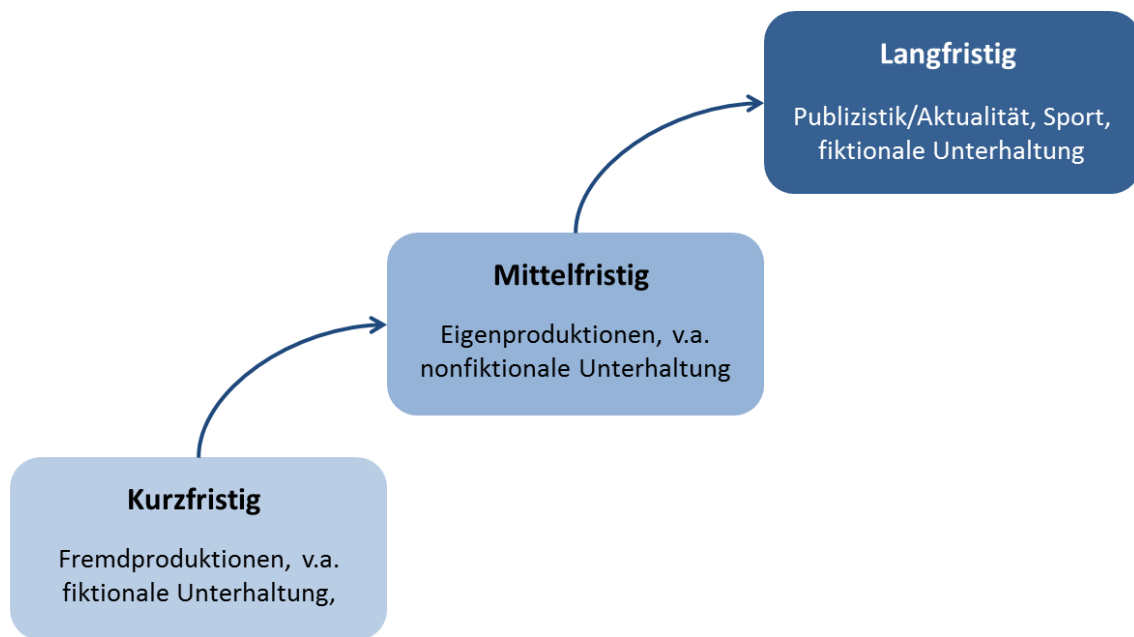 Langfristig
Publizistik/Aktualität, Sport,
fiktionale Unterhaltung
Mittelfristig
Eigenproduktionen, v.a.
nonfiktionale Unterhaltung
Kurzfristig
Fremdproduktionen, v.a.
fiktionale Unterhaltung,